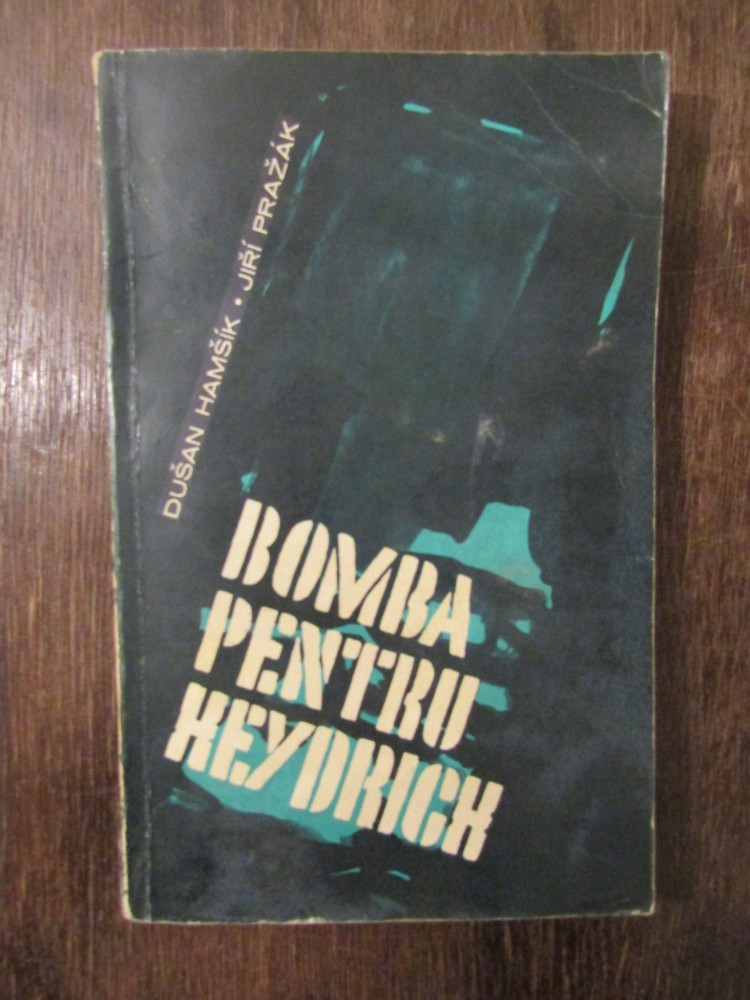 DUŠAN HAMŠÍK • JIŘÍ PRAŽÁK
BOMBA
PENTRU
HEYDRICH